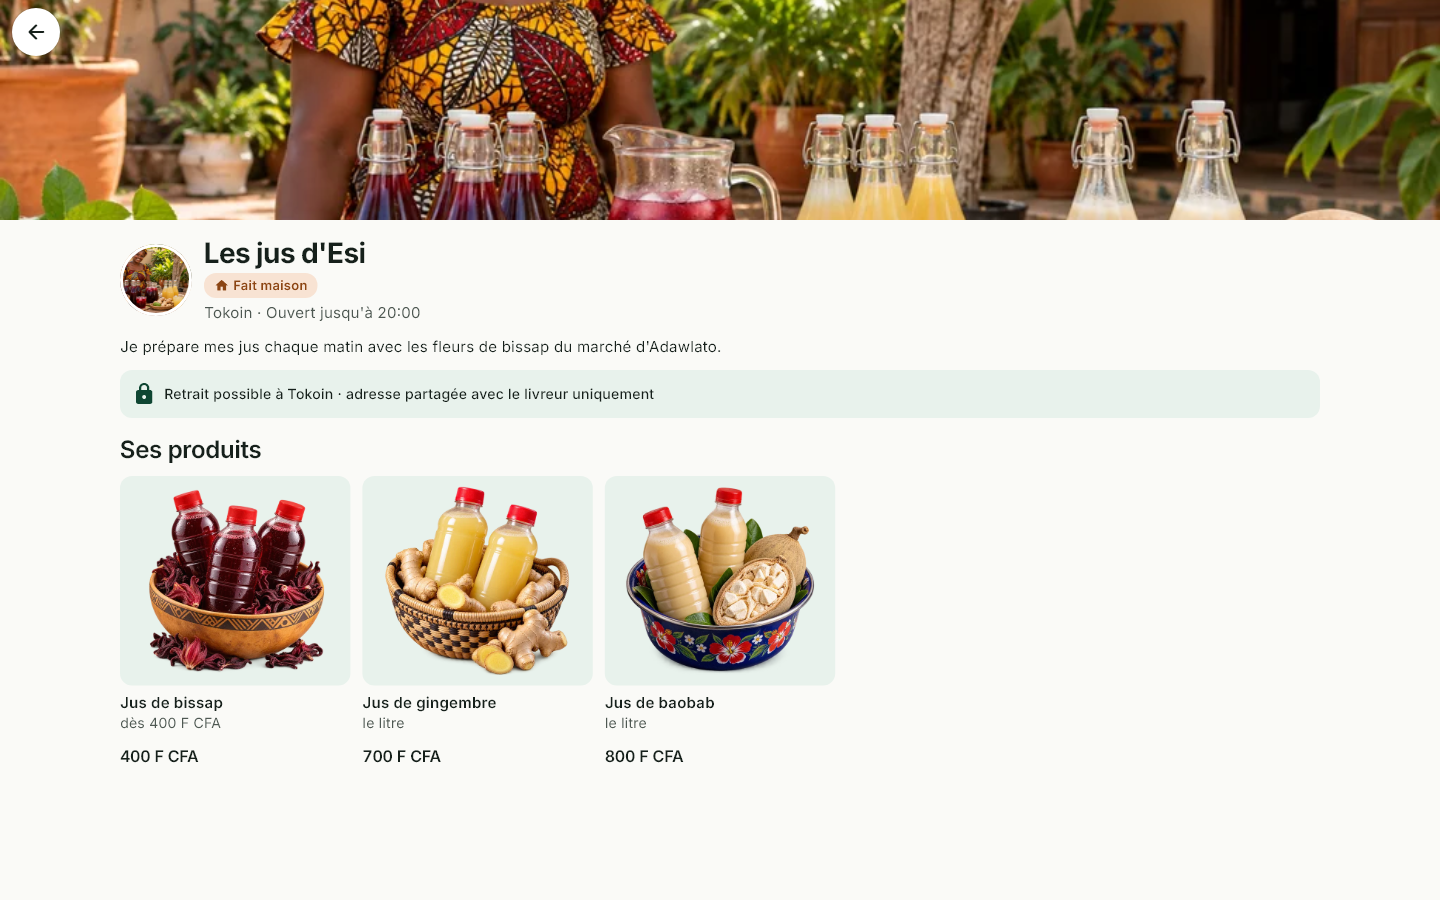 Les jus d'Esi
Fait maison
Tokoin · Ouvert jusqu'à 20:00
Je prépare mes jus chaque matin avec les fleurs de bissap du marché d'Adawlato.
Retrait possible à Tokoin · adresse partagée avec le livreur uniquement
Ses produits
Jus de bissap
dès 400 F CFA
400 F CFA
Jus de gingembre
le litre
700 F CFA
Jus de baobab
le litre
800 F CFA